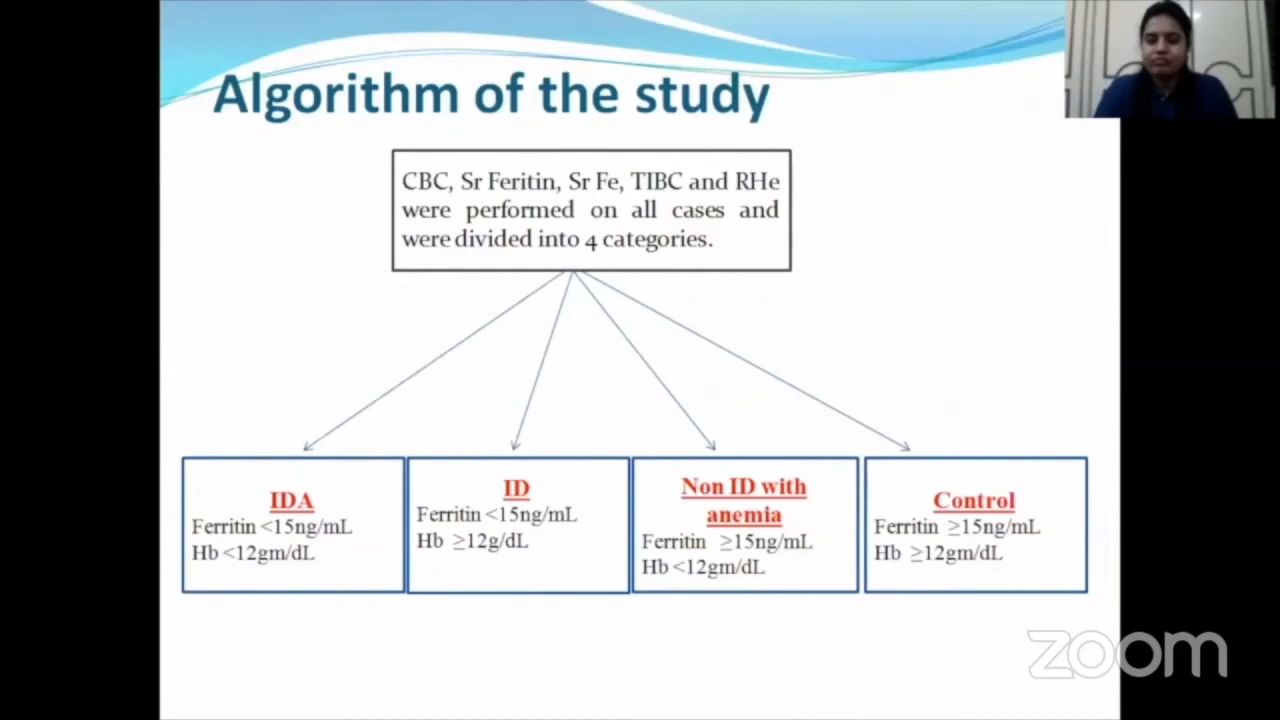 Algorithm of the study
CBC, Sr Feritin, Sr Fe, TIBC and RHe
were performed on all cases and
were divided into 4 categories.
IDA
Ferritin <15ng/mL
Hb <12gm/dL
ID
Ferritin <15ng/mL
Hb ≥12g/dL
Non ID with
anemia
Ferritin ≥15ng/mL
Hb <12gm/dL
Control
Ferritin ≥15ng/mL
Hb ≥12gm/dL
zoom